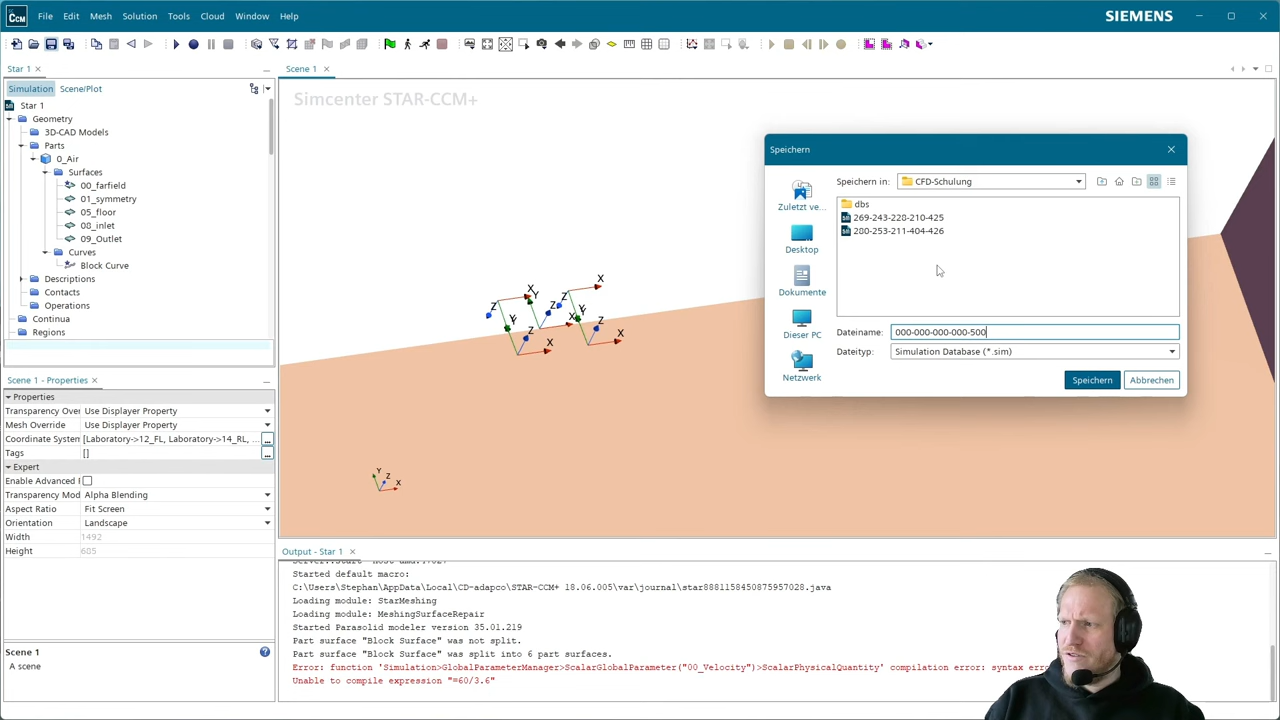 CCM
File Edit Mesh Solution Tools Cloud Window Help
SIEMENS
Star 1
Scene 1
Simulation
Scene/Plot
Star 1
Geometry
3D-CAD Models
Parts
0_Air
Surfaces
00_farfield
01_symmetry
05_floor
08_inlet
09_Outlet
Curves
Block Curve
Descriptions
Contacts
Operations
Continua
Regions
Scene 1 - Properties
Properties
Transparency Over Use Displayer Property
Mesh Override Use Displayer Property
Coordinate System [Laboratory->12_FL, Laboratory->14_RL, ...
Tags []
Expert
Enable Advanced
Transparency Mod Alpha Blending
Aspect Ratio Fit Screen
Orientation Landscape
Width 1492
Height 685
Scene 1
A scene
Simcenter STAR-CCM+
X
Z
X
Y
Z
Z
X
Y
Y
Z
X
Z
X
Y
Z
X
Speichern
Speichern in: CFD-Schulung
dbs
269-243-228-210-425
280-253-211-404-426
Zuletzt ve...
Desktop
Dokumente
Dieser PC
Netzwerk
Dateiname: 000-000-000-000-500
Dateityp: Simulation Database (*.sim)
Speichern
Abbrechen
Output - Star 1
Started default macro:
C:\Users\Stephan\AppData\Local\CD-adapco\STAR-CCM+ 18.06.005\var\journal\star8881158450875957028.java
Loading module: StarMeshing
Loading module: MeshingSurfaceRepair
Started Parasolid modeler version 35.01.219
Part surface "Block Surface" was not split.
Part surface "Block Surface" was split into 6 part surfaces.
Error: function 'Simulation>GlobalParameterManager>ScalarGlobalParameter("00_Velocity")>ScalarPhysicalQuantity' compilation error: syntax erro
Unable to compile expression "=60/3.6"